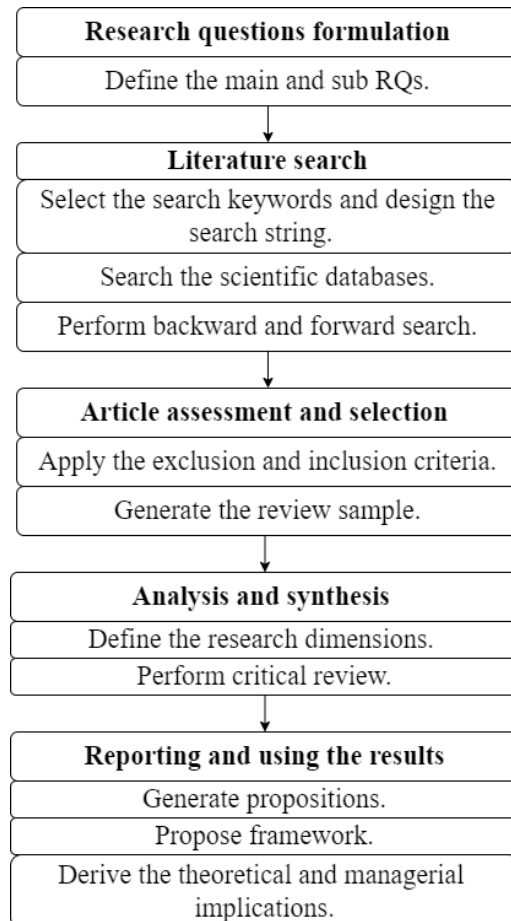 Research questions formulation
Define the main and sub RQs.
Literature search
Select the search keywords and design the
search string.
Search the scientific databases.
Perform backward and forward search.
Article assessment and selection
Apply the exclusion and inclusion criteria.
Generate the review sample.
Analysis and synthesis
Define the research dimensions.
Perform critical review.
Reporting and using the results
Generate propositions.
Propose framework.
Derive the theoretical and managerial
implications.